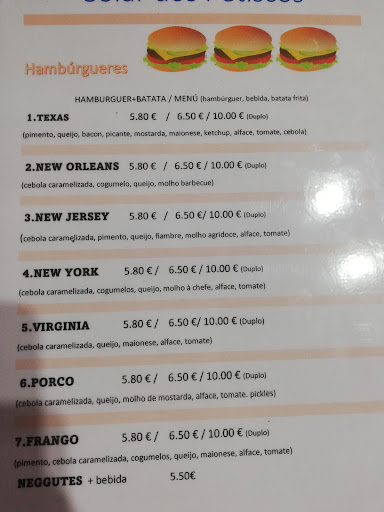 Hambúrgueres
HAMBURGUER+BATATA / MENÚ (hambúrguer, bebida, batata frita)
1.TEXAS 5.80 € / 6.50 € / 10.00 € (Duplo)
(pimento, queijo, bacon, picante, mostarda, maionese, ketchup, alface, tomate, cebola)
2.NEW ORLEANS 5.80 € / 6.50 € / 10.00 € (Duplo)
(cebola caramelizada, cogumelo, queijo, molho barbecue)
3.NEW JERSEY 5.80 € / 6.50 €/ 10.00 € (Duplo)
(cebola caramelizada, pimento, queijo, fiambre, molho agridoce, alface, tomate)
4.NEW YORK 5.80 € / 6.50 € / 10.00 € (Duplo)
(cebola caramelizada, cogumelos, queijo, molho à chefe, alface, tomate)
5.VIRGINIA 5.80 € / 6.50 €/ 10.00 € (Duplo)
(cebola caramelizada, queijo, maionese, alface, tomate)
6.PORCO 5.80 € / 6.50 € / 10.00 € (Duplo)
(cebola caramelizada, queijo, molho de mostarda, alface, tomate. pickles)
7.FRANGO 5.80 € / 6.50 € / 10.00 € (Duplo)
(pimento, cebola caramelizada, cogumelos, queijo, maionese, alface, tomate)
NEGGUTES + bebida 5.50€